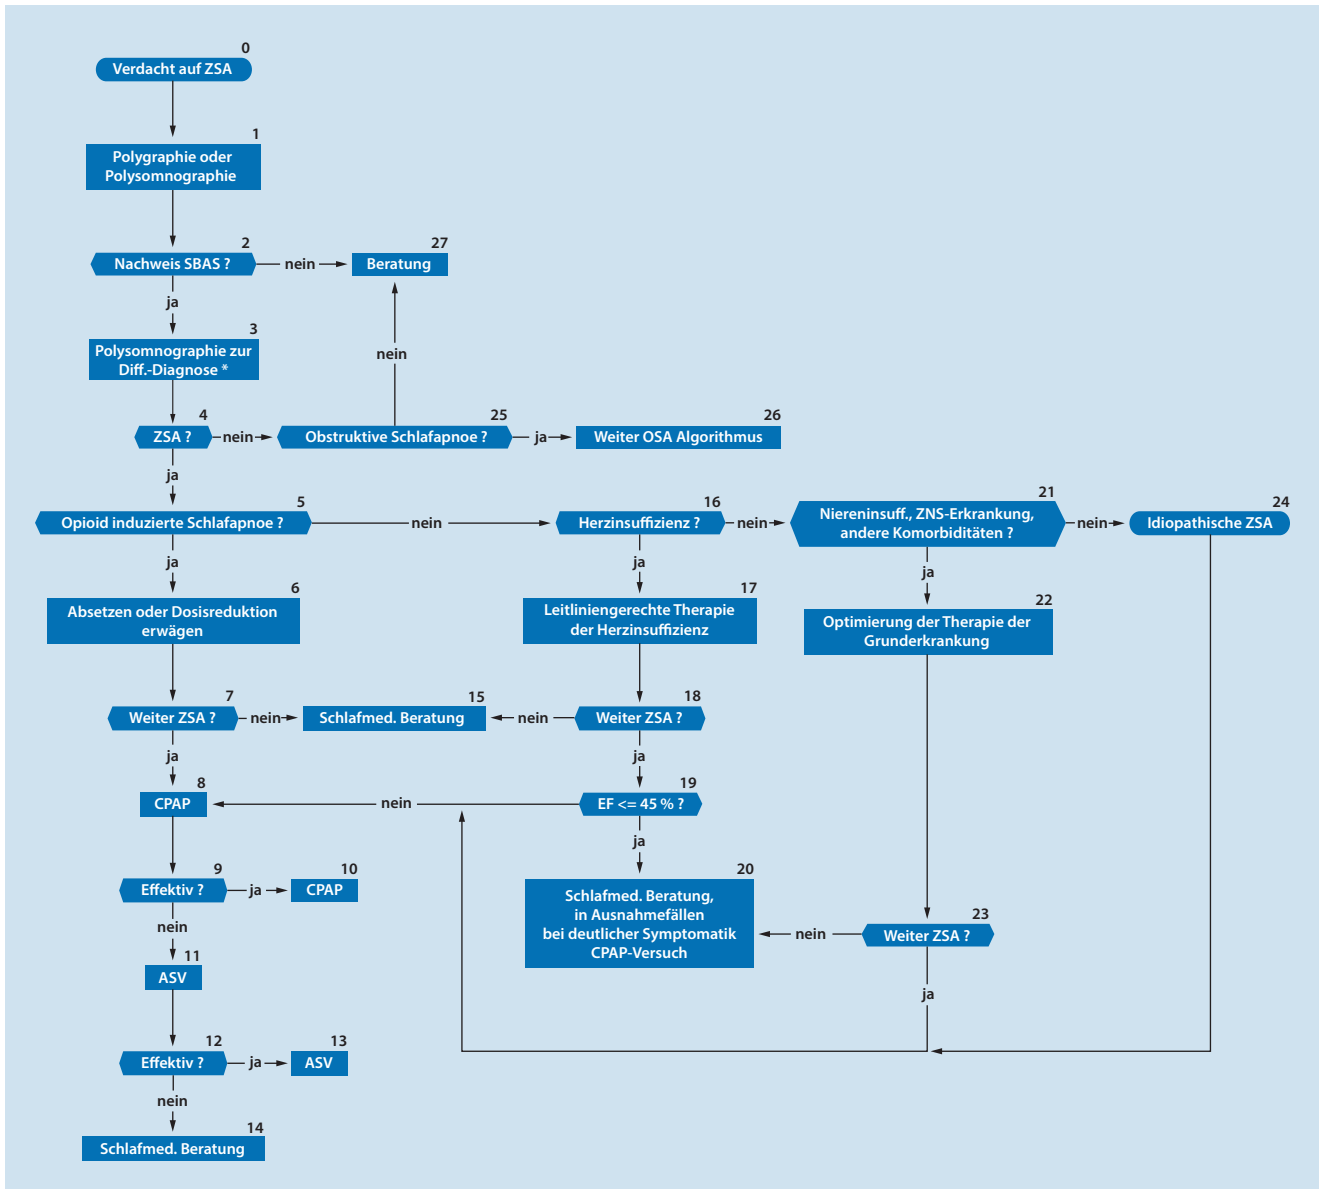 0
Verdacht auf ZSA
1
Polygraphie oder
Polysomnographie
2
27
Nachweis SBAS ?
nein
Beratung
ja
3
Polysomnographie zur
Diff.-Diagnose *
nein
4
25
26
ZSA ?
nein
Obstruktive Schlafapnoe ?
ja
Weiter OSA Algorithmus
ja
5
16
21
24
Opioid induzierte Schlafapnoe ?
nein
Herzinsuffizienz ?
nein
Niereninsuff., ZNS-Erkrankung,
andere Komorbiditäten ?
nein
Idiopathische ZSA
ja
ja
ja
6
17
22
Absetzen oder Dosisreduktion
erwägen
Leitliniengerechte Therapie
der Herzinsuffizienz
Optimierung der Therapie der
Grunderkrankung
7
15
18
Weiter ZSA ?
nein
Schlafmed. Beratung
nein
Weiter ZSA ?
ja
ja
8
19
CPAP
nein
EF <= 45 % ?
ja
9
10
20
Effektiv ?
ja
CPAP
Schlafmed. Beratung,
in Ausnahmefällen
bei deutlicher Symptomatik
CPAP-Versuch
23
nein
Weiter ZSA ?
nein
11
ASV
ja
12
13
Effektiv ?
ja
ASV
nein
14
Schlafmed. Beratung